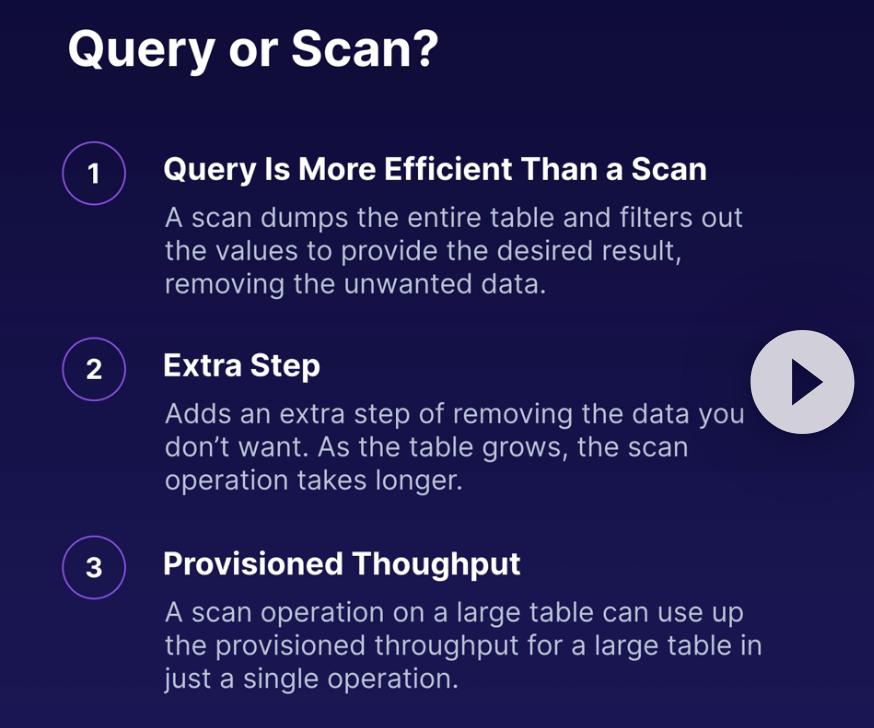 Query or Scan?
1
Query Is More Efficient Than a Scan
A scan dumps the entire table and filters out
the values to provide the desired result,
removing the unwanted data.
2
Extra Step
Adds an extra step of removing the data you
don’t want. As the table grows, the scan
operation takes longer.
3
Provisioned Thoughput
A scan operation on a large table can use up
the provisioned throughput for a large table in
just a single operation.